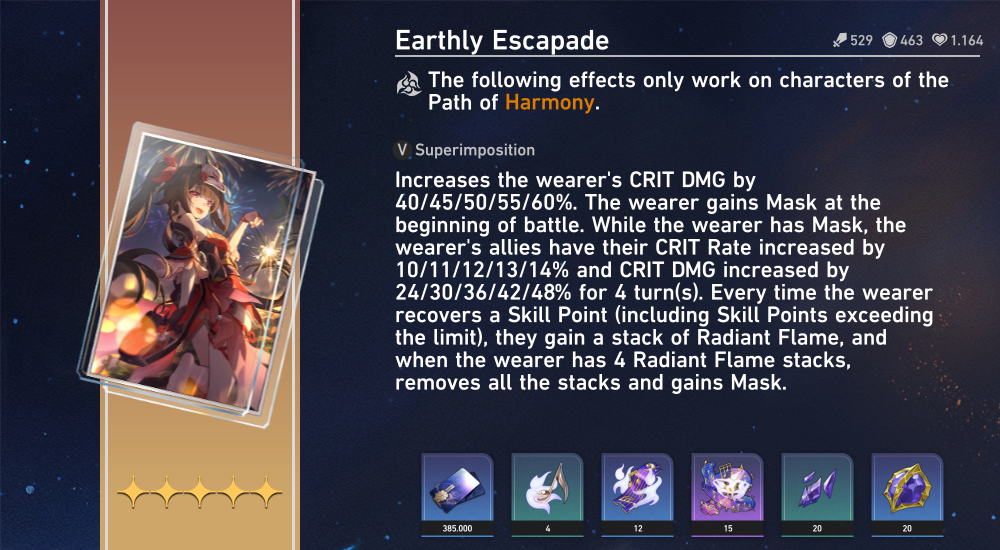 Earthly Escapade
529 463 1.164
The following effects only work on characters of the
Path of Harmony.
V Superimposition
Increases the wearer's CRIT DMG by
40/45/50/55/60%. The wearer gains Mask at the
beginning of battle. While the wearer has Mask, the
wearer's allies have their CRIT Rate increased by
10/11/12/13/14% and CRIT DMG increased by
24/30/36/42/48% for 4 turn(s). Every time the wearer
recovers a Skill Point (including Skill Points exceeding
the limit), they gain a stack of Radiant Flame, and
when the wearer has 4 Radiant Flame stacks,
removes all the stacks and gains Mask.
385.000 4 12 15 20 20